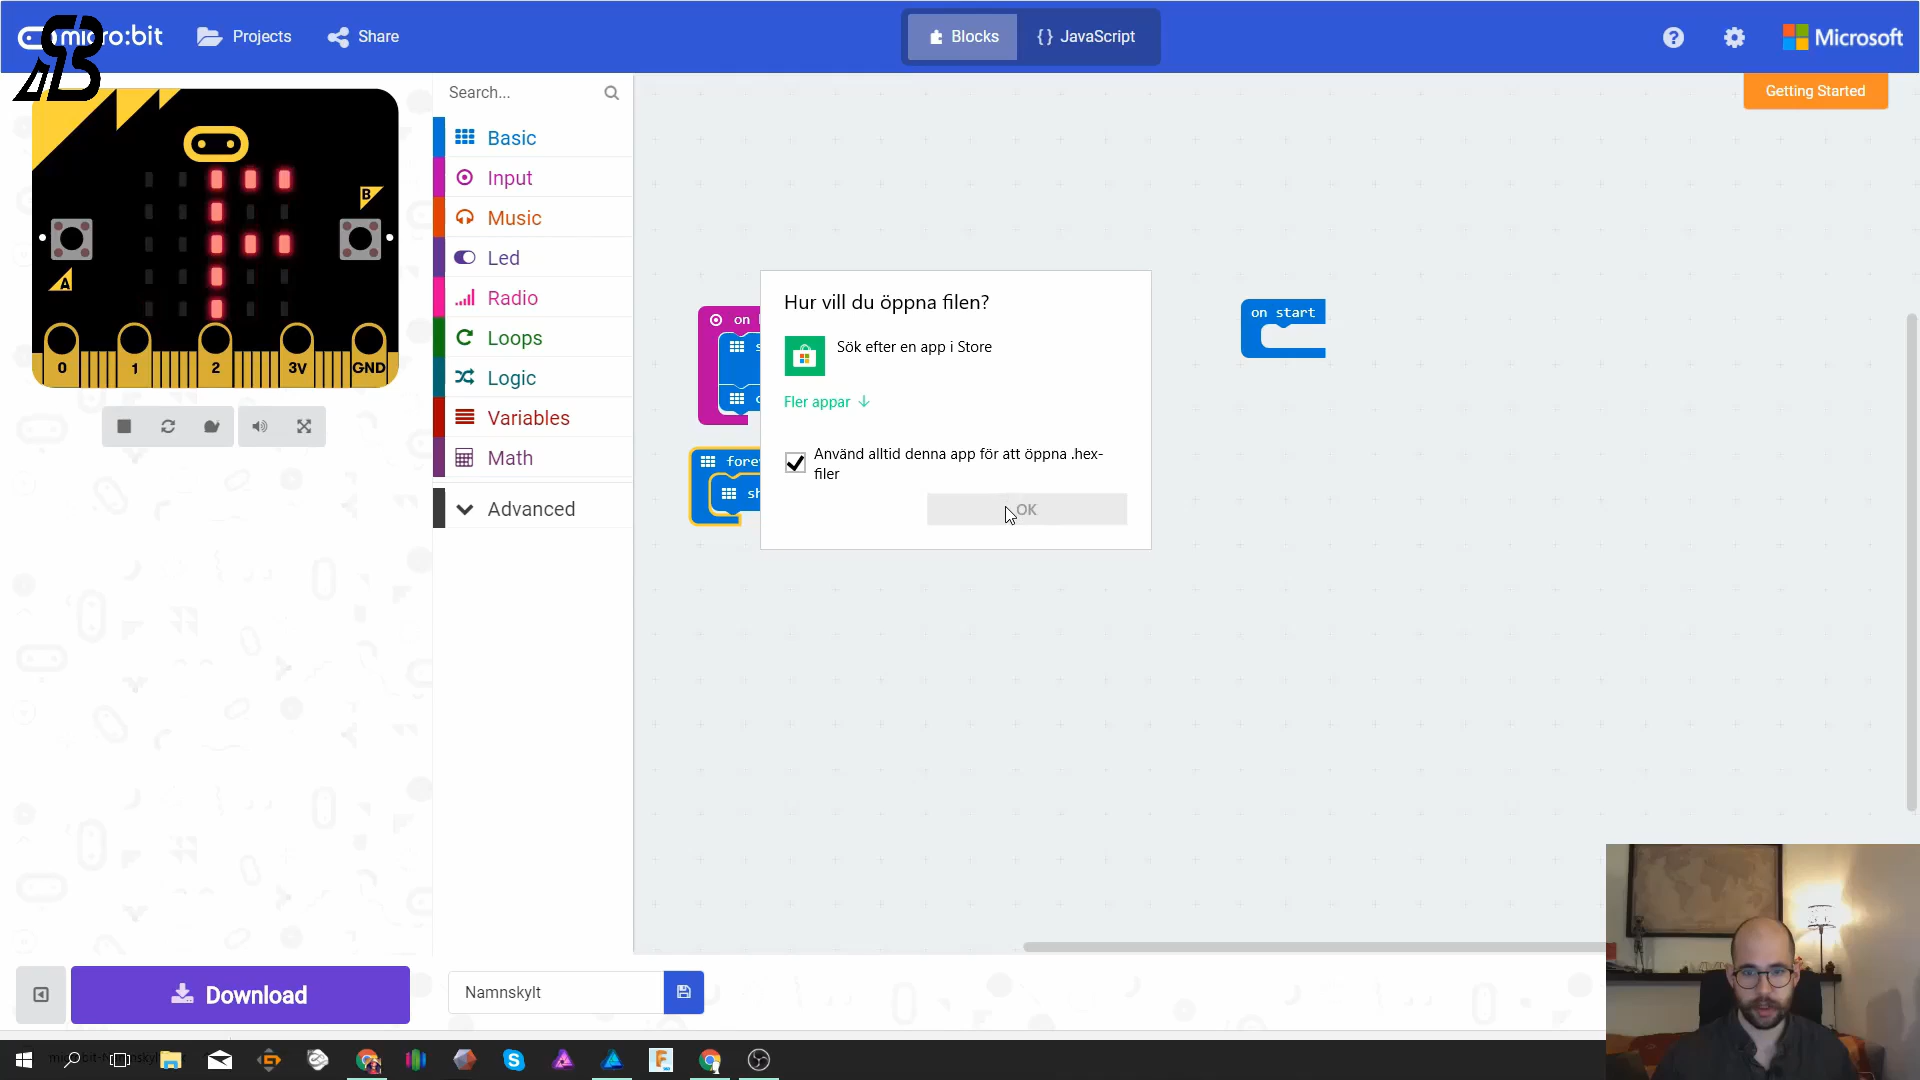 micro:bit
Projects
Share
Blocks
{ } JavaScript
?
Microsoft
Getting Started
Search...
Basic
Input
Music
Led
Radio
Loops
Logic
Variables
Math
Advanced
B
A
0
1
2
3V
GND
on
on start
Hur vill du öppna filen?
Sök efter en app i Store
Fler appar
Använd alltid denna app för att öppna .hex-
filer
OK
Download
Namnskylt